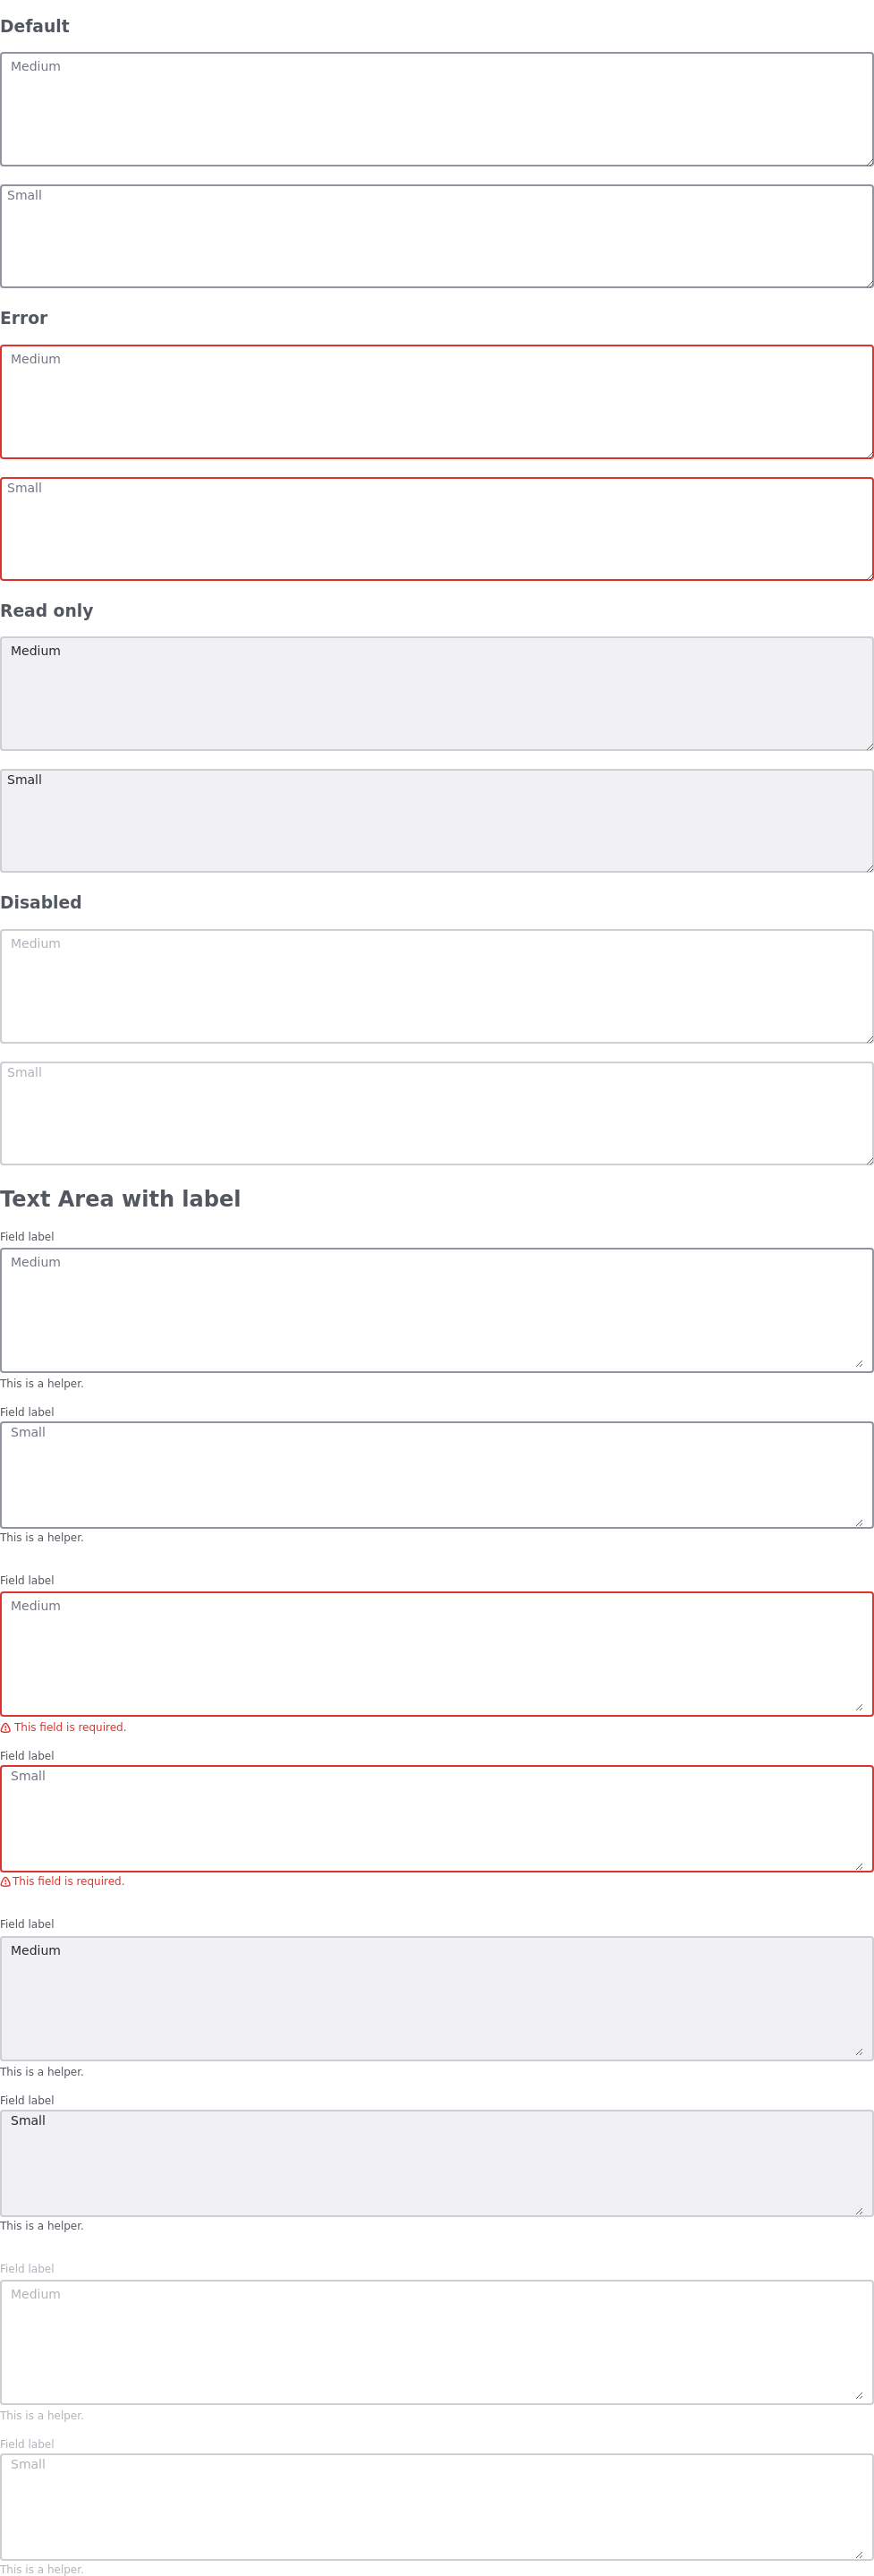 Default
Medium
Small
Error
Medium
Small
Read only
Medium
Small
Disabled
Medium
Small
Text Area with label
Field label
Medium
This is a helper.
Field label
Small
This is a helper.
Field label
Medium
This field is required.
Field label
Small
This field is required.
Field label
Medium
This is a helper.
Field label
Small
This is a helper.
Field label
Medium
This is a helper.
Field label
Small
This is a helper.